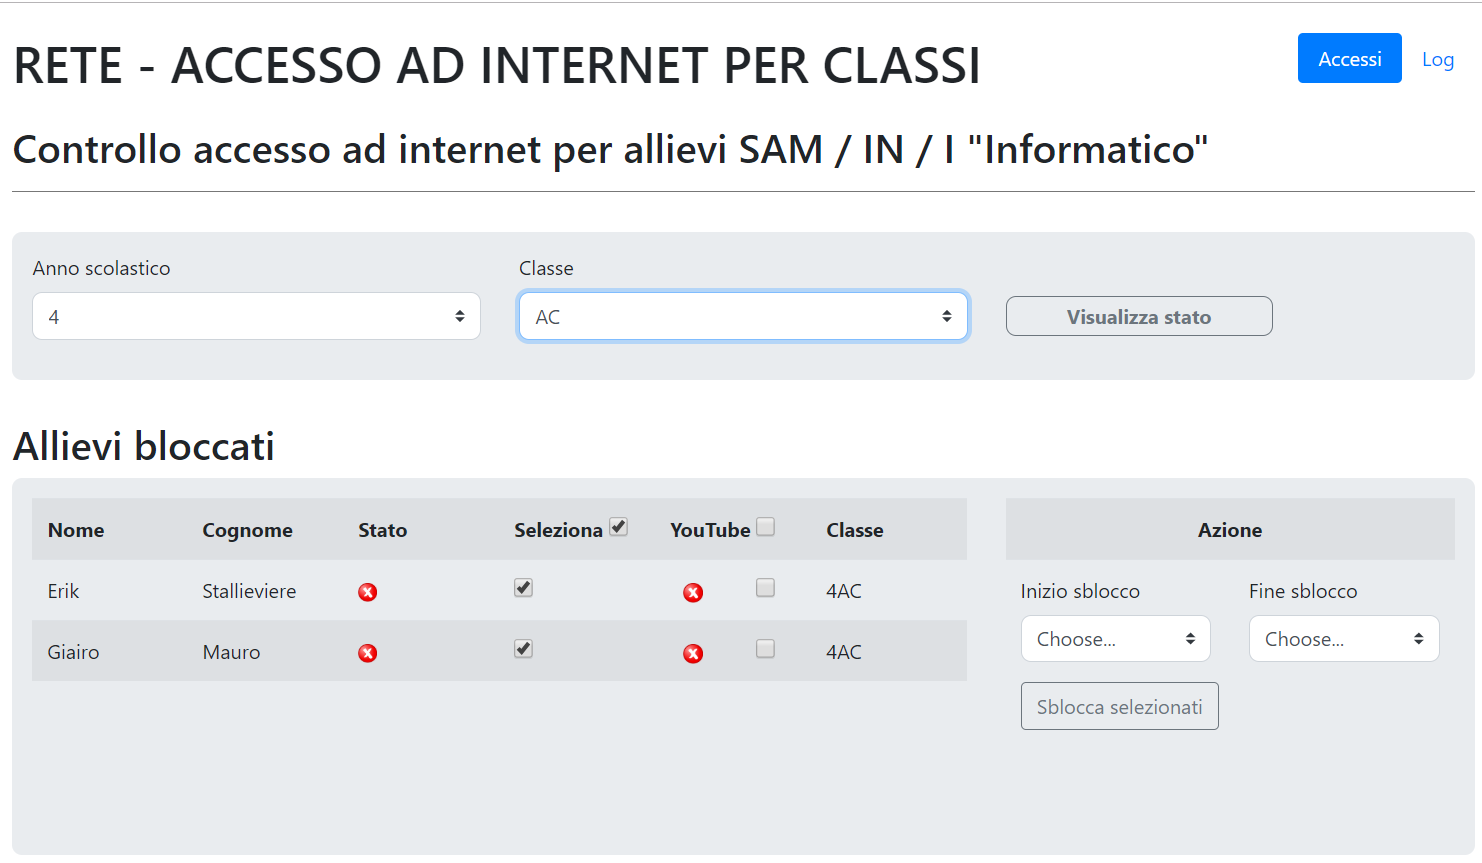 RETE - ACCESSO AD INTERNET PER CLASSI
Accessi Log
Controllo accesso ad internet per allievi SAM / IN / I "Informatico"
Anno scolastico Classe
4 AC Visualizza stato
Allievi bloccati
Nome Cognome Stato Seleziona YouTube Classe Azione
Erik Stallieviere 4AC Inizio sblocco Fine sblocco
Choose... Choose...
Giairo Mauro 4AC
Sblocca selezionati